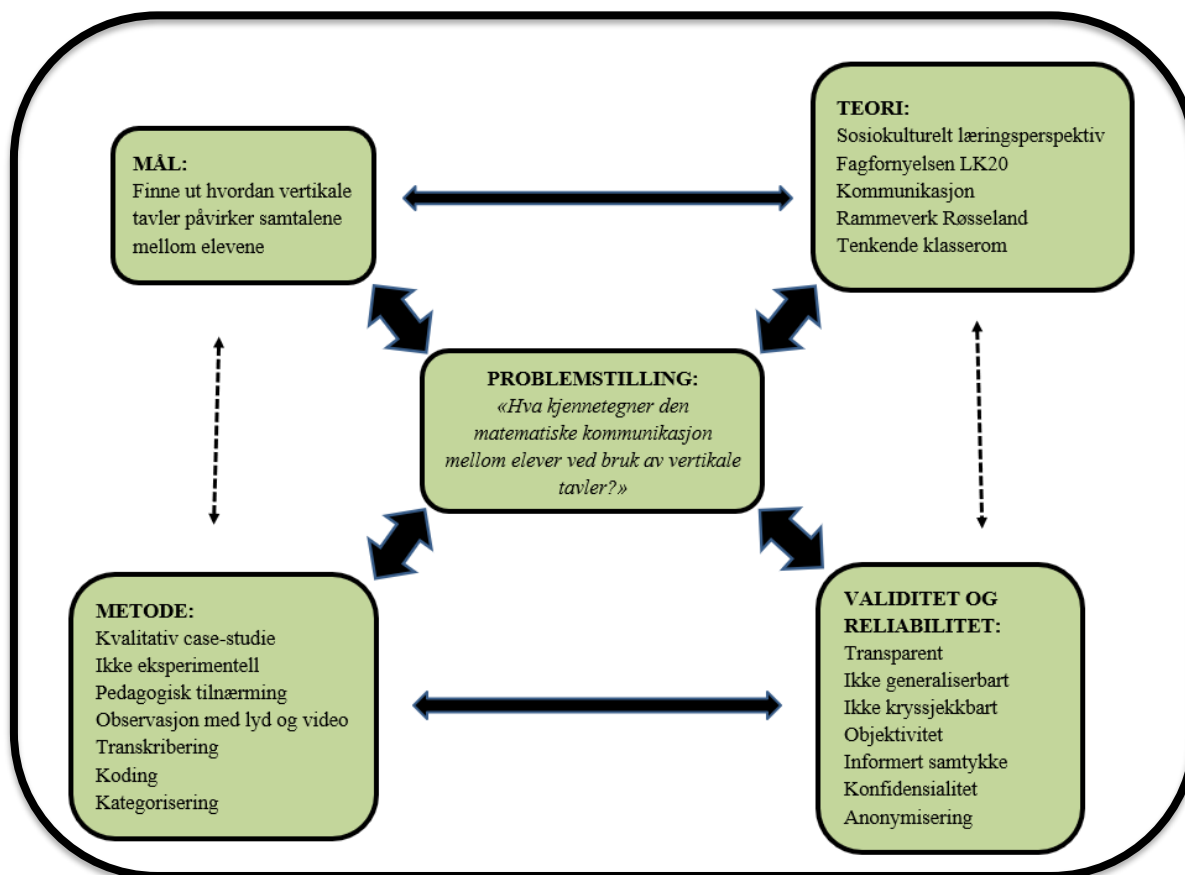 MÅL:
Finne ut hvordan vertikale
tavler påvirker samtalene
mellom elevene
TEORI:
Sosiokulturelt læringsperspektiv
Fagfornyelsen LK20
Kommunikasjon
Rammeverk Røsseland
Tenkende klasserom
PROBLEMSTILLING:
«Hva kjennetegner den
matematiske kommunikasjon
mellom elever ved bruk av vertikale
tavler?»
METODE:
Kvalitativ case-studie
Ikke eksperimentell
Pedagogisk tilnærming
Observasjon med lyd og video
Transkribering
Koding
Kategorisering
VALIDITET OG
RELIABILITET:
Transparent
Ikke generaliserbart
Ikke kryssjekkbart
Objektivitet
Informert samtykke
Konfidensialitet
Anonymisering